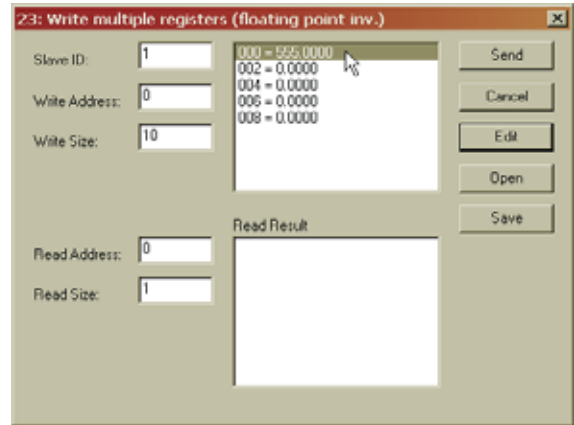 23: Write multiple registers (floating point inv.)
Slave ID:
1
Write Address:
0
Write Size:
10
000 = 555.0000
002 = 0.0000
004 = 0.0000
006 = 0.0000
008 = 0.0000
Send
Cancel
Edit
Open
Save
Read Address:
0
Read Size:
1
Read Result